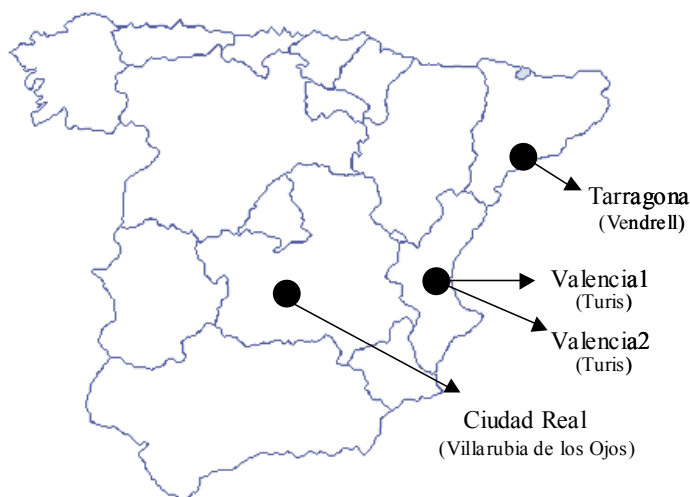 Tarragona
(Vendrell)
Valencia1
(Turis)
Valencia2
(Turis)
Ciudad Real
(Villarubia de los Ojos)